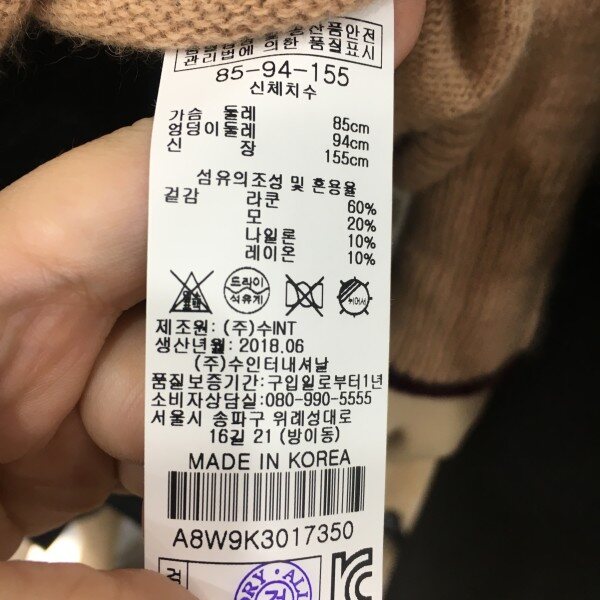 산제품안전
관리법에 의한 품질표시
85-94-155
신체치수
가슴 둘레 85cm
엉덩이둘레 94cm
신 장 155cm
섬유의조성 및 혼용율
겉감 라쿤 60%
모 20%
나일론 10%
레이온 10%
드라이
석유계
제조원: (주)수INT
생산년월: 2018.06
(주)수인터내셔날
품질보증기간:구입일로부터1년
소비자상담실:080-990-5555
서울시 송파구 위례성대로
16길 21 (방이동)
MADE IN KOREA
A8W9K3017350
검